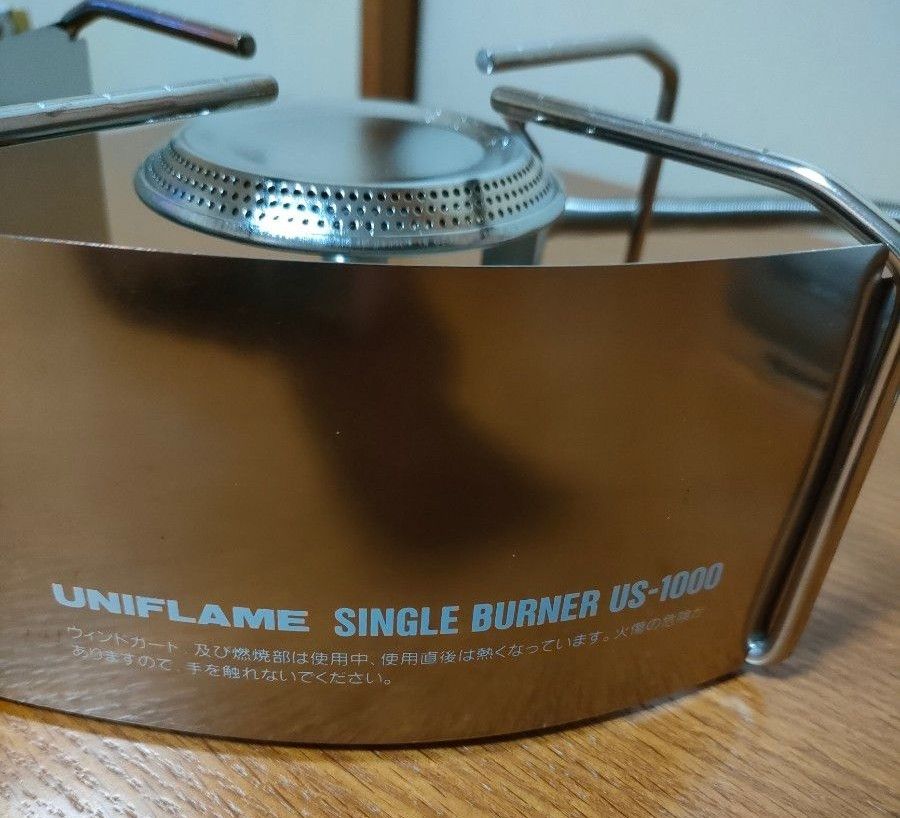 UNIFLAME SINGLE BURNER US-1000
ウィンドガード、及び燃焼部は使用中、使用直後は熱くなっています。火傷の危険が
ありますので、手を触れないでください。